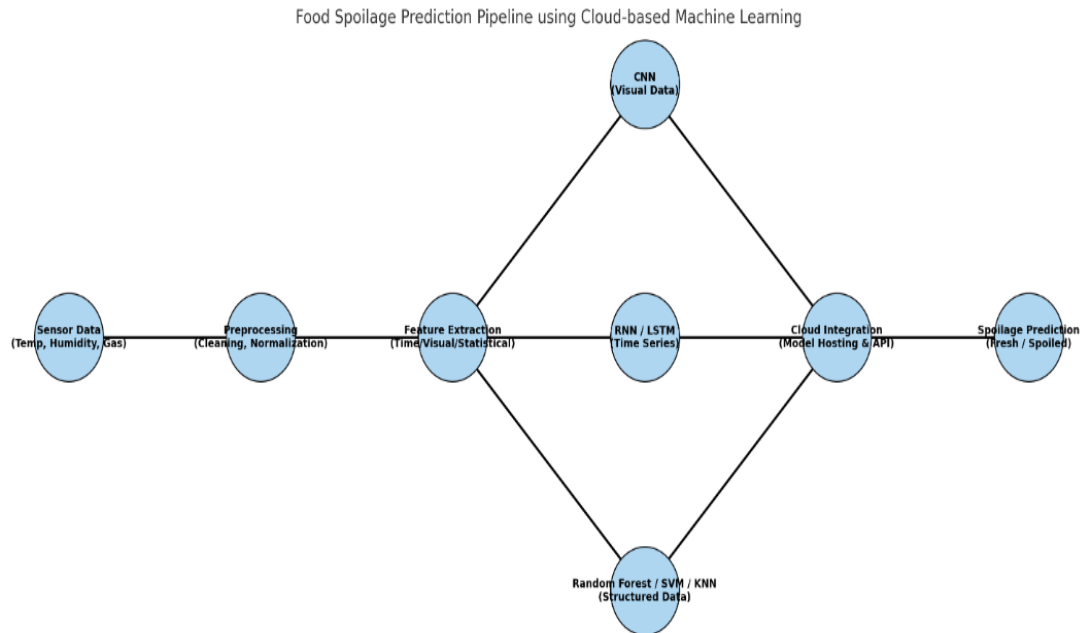 Food Spoilage Prediction Pipeline using Cloud-based Machine Learning
CNN
(Visual Data)
Sensor Data
(Temp, Humidity, Gas)
Preprocessing
(Cleaning, Normalization)
Feature Extraction
(Time/Visual/Statistical)
RNN / LSTM
(Time Series)
Cloud Integration
(Model Hosting & API)
Spoilage Prediction
(Fresh / Spoiled)
Random Forest / SVM / KNN
(Structured Data)